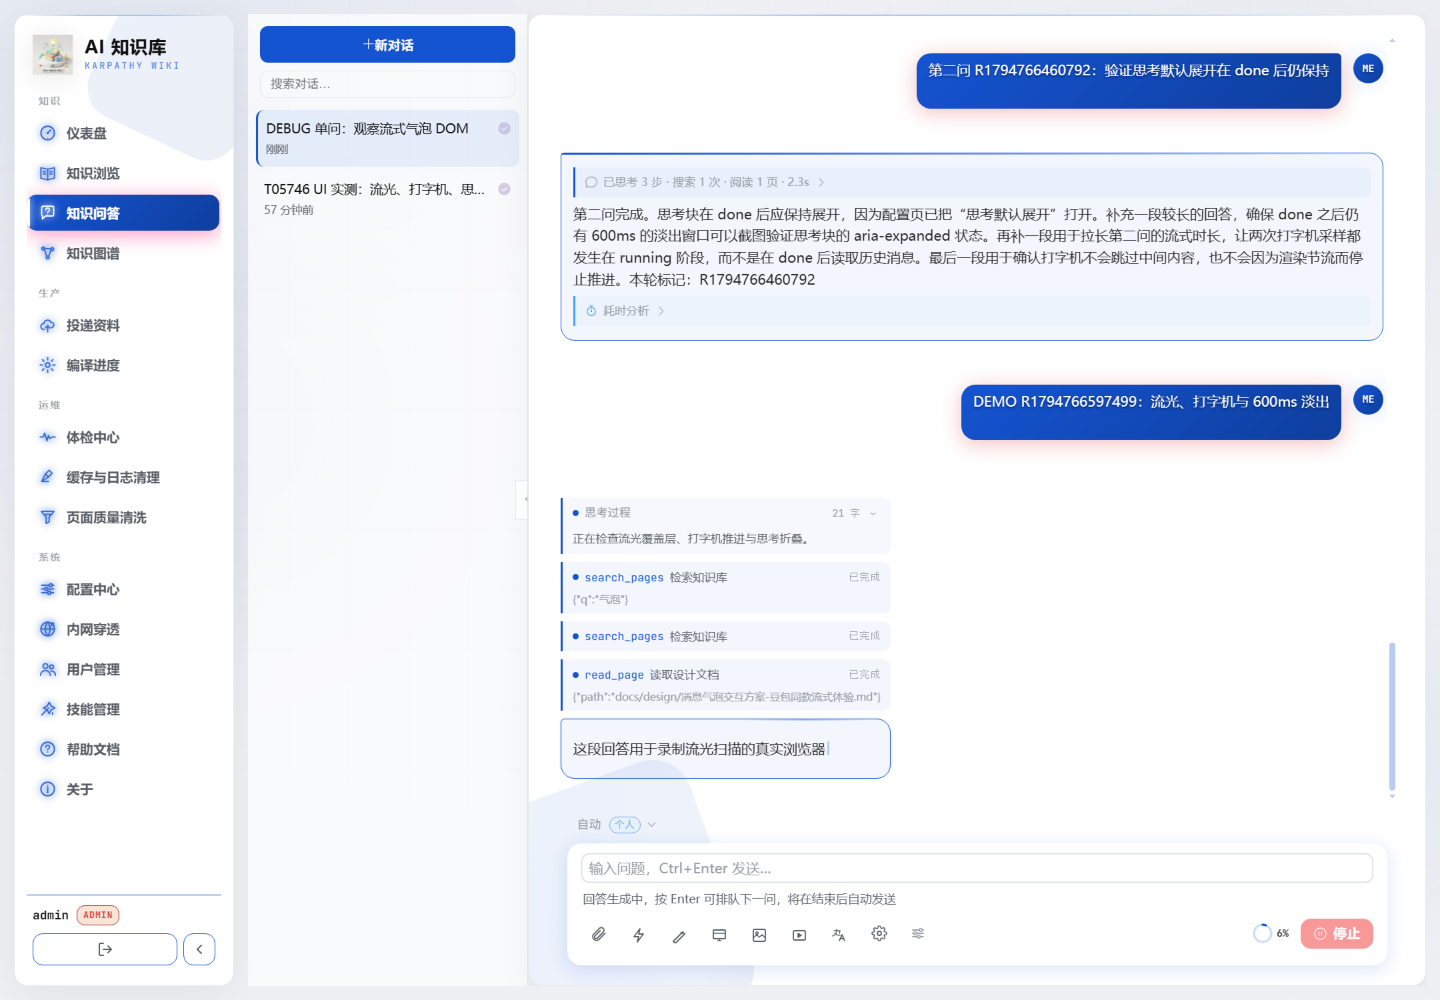 AI 知识库
KARPATHY WIKI
知识
仪表盘
知识浏览
知识问答
知识图谱
生产
投递资料
编译进度
运维
体检中心
缓存与日志清理
页面质量清洗
系统
配置中心
内网穿透
用户管理
技能管理
帮助文档
关于
admin ADMIN
+新对话
搜索对话...
DEBUG 单问：观察流式气泡 DOM
刚刚
T05746 UI 实测：流光、打字机、思...
57 分钟前
第二问 R1794766460792：验证思考默认展开在 done 后仍保持
ME
已思考 3 步 · 搜索 1 次 · 阅读 1 页 · 2.3s
第二问完成。思考块在 done 后应保持展开，因为配置页已把“思考默认展开”打开。补充一段较长的回答，确保 done 之后仍
有 600ms 的淡出窗口可以截图验证思考块的 aria-expanded 状态。再补一段用于拉长第二问的流式时长，让两次打字机采样都
发生在 running 阶段，而不是在 done 后读取历史消息。最后一段用于确认打字机不会跳过中间内容，也不会因为渲染节流而停
止推进。本轮标记：R1794766460792
耗时分析
DEMO R1794766597499：流光、打字机与 600ms 淡出
ME
思考过程 21 字
正在检查流光覆盖层、打字机推进与思考折叠。
search_pages 检索知识库 已完成
{"q":"气泡"}
search_pages 检索知识库 已完成
read_page 读取设计文档 已完成
{"path":"docs/design/消息气泡交互方案-豆包同款流式体验.md"}
这段回答用于录制流光扫描的真实浏览器
自动 个人
输入问题，Ctrl+Enter 发送...
回答生成中，按 Enter 可排队下一问，将在结束后自动发送
6% 停止